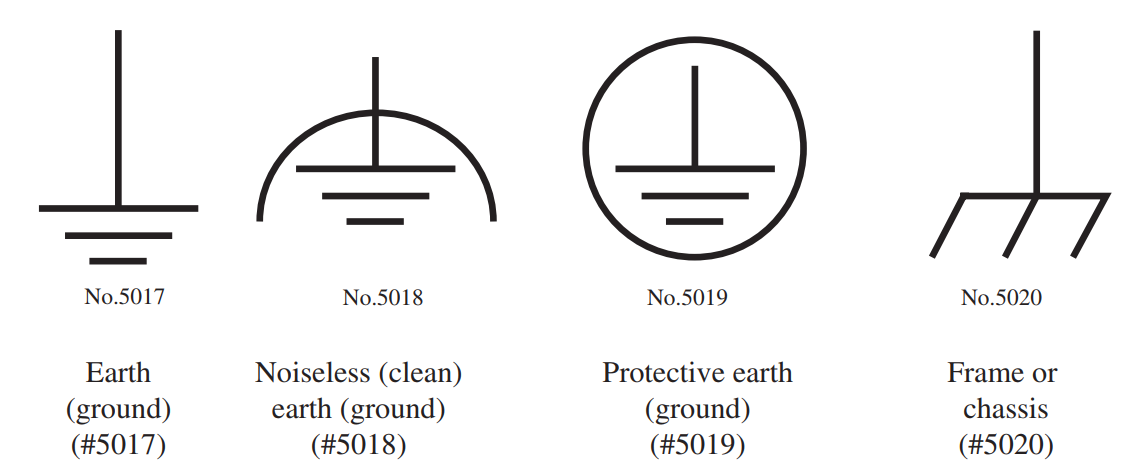 No.5017
No.5018
No.5019
No.5020
Earth
(ground)
(#5017)
Noiseless (clean)
earth (ground)
(#5018)
Protective earth
(ground)
(#5019)
Frame or
chassis
(#5020)